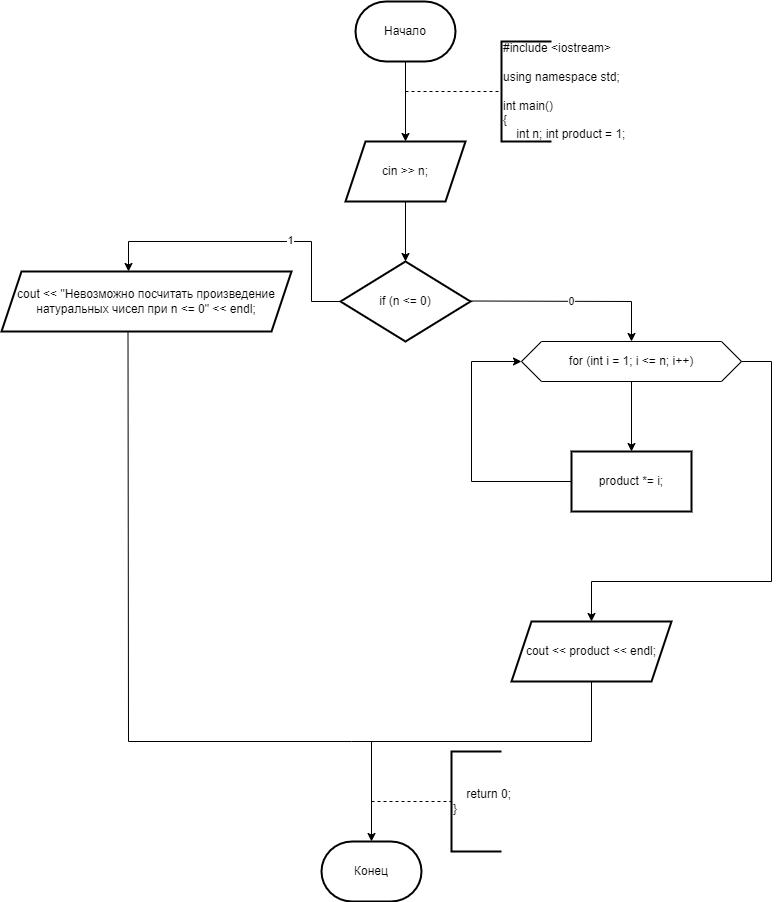 Начало
#include <iostream>
using namespace std;
int main()
{
int n; int product = 1;
cin >> n;
1
cout << "Невозможно посчитать произведение
натуральных чисел при n <= 0" << endl;
if (n <= 0)
0
for (int i = 1; i <= n; i++)
product *= i;
cout << product << endl;
return 0;
}
Конец